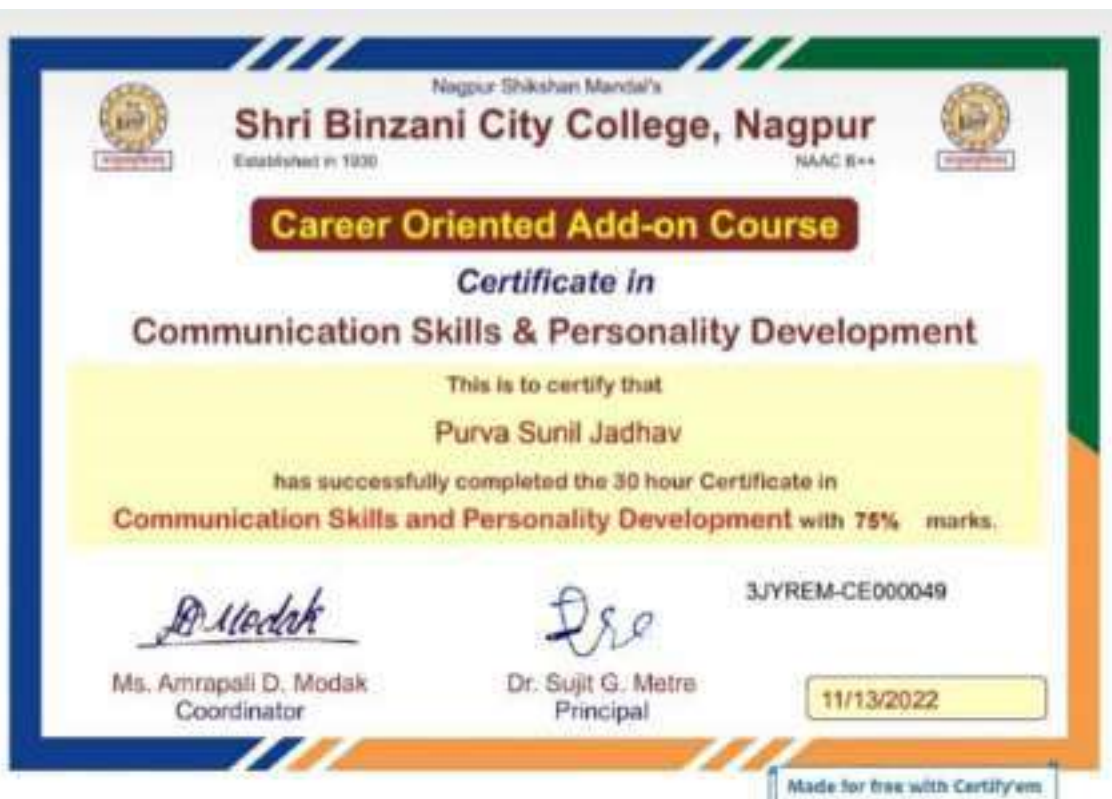 Nagpur Shikshan Mandal's
Shri Binzani City College, Nagpur
Established in 1930
NAAC B++
Career Oriented Add-on Course
Certificate in
Communication Skills & Personality Development
This is to certify that
Purva Sunil Jadhav
has successfully completed the 30 hour Certificate in
Communication Skills and Personality Development with 75% marks.
3JYREM-CE000049
Ms. Amrapali D. Modak
Coordinator
Dr. Sujit G. Metre
Principal
11/13/2022
Made for free with Certify'em